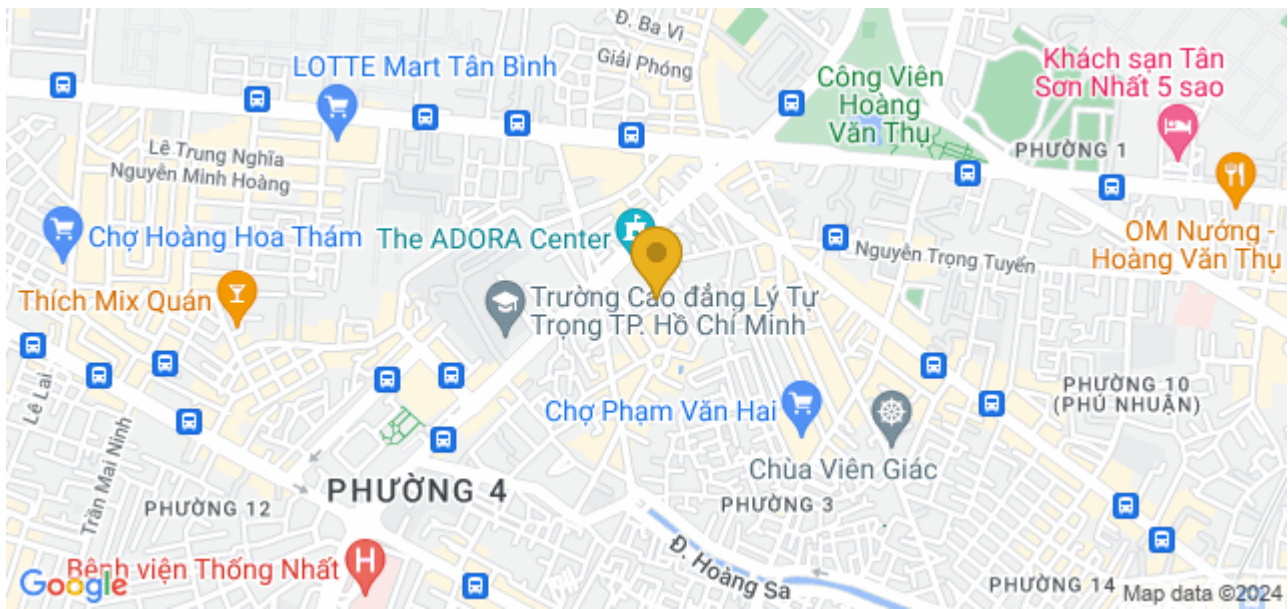 Đ. Ba Vì
Giải Phóng
LOTTE Mart Tân Bình
Công Viên
Hoàng
Văn Thụ
Khách sạn Tân
Sơn Nhất 5 sao
PHƯỜNG 1
Lê Trung Nghĩa
Nguyễn Minh Hoàng
Chợ Hoàng Hoa Thám
The ADORA Center
Nguyễn Trọng Tuyển
OM Nướng -
Hoàng Văn Thụ
Thích Mix Quán
Trường Cao đẳng Lý Tự
Trọng TP. Hồ Chí Minh
Lê Lai
Trần Mai Ninh
Chợ Phạm Văn Hai
PHƯỜNG 10
(PHÚ NHUẬN)
Chùa Viên Giác
PHƯỜNG 4
PHƯỜNG 12
PHƯỜNG 3
Bệnh viện Thống Nhất
H
Đ. Hoàng Sa
PHƯỜNG 14
Google
Map data ©2024